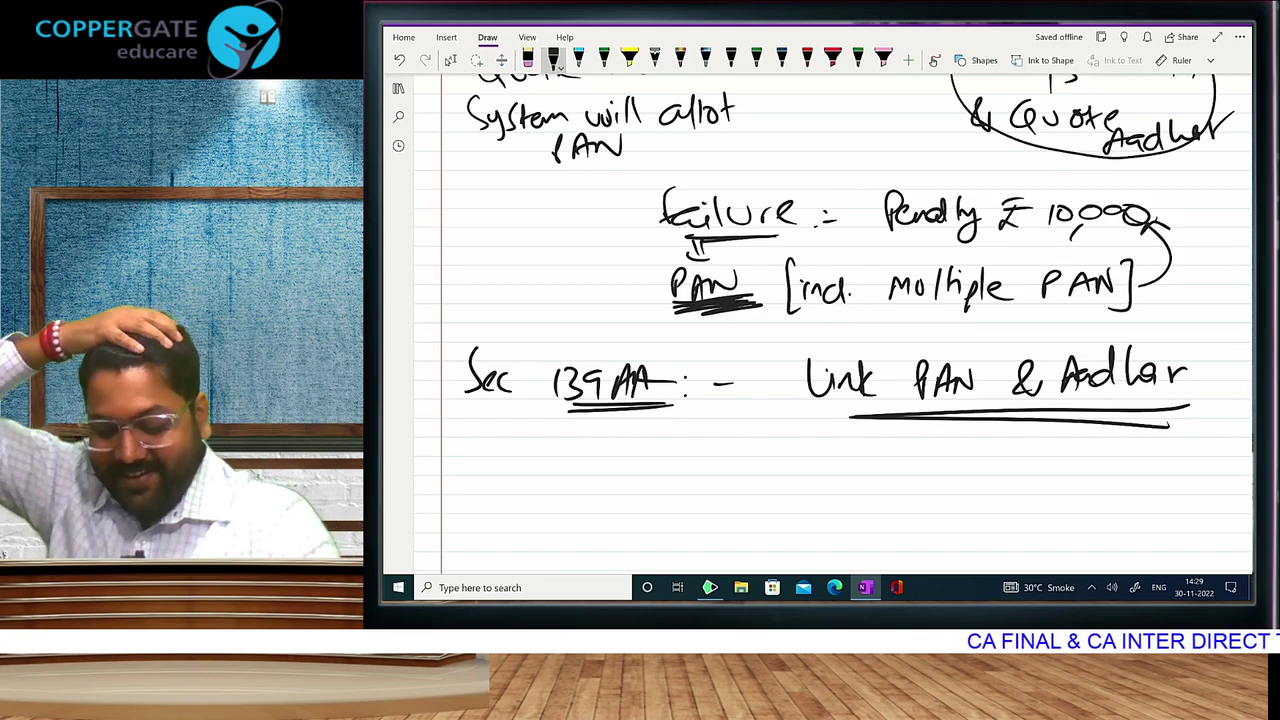 COPPERGATE
educare
Home Insert Draw View Help
Saved offline
Share
Shapes
Ink to Shape
Ink to Text
Ruler
System will allot
PAN
& Quote
Aadhar
failure := Penalty ₹ 10,000
PAN [incl. Multiple PAN]
Sec 139AA :- Link PAN & Aadhar
Type here to search
30°C Smoke
ENG
14:29
30-11-2022
CA FINAL & CA INTER DIRECT T